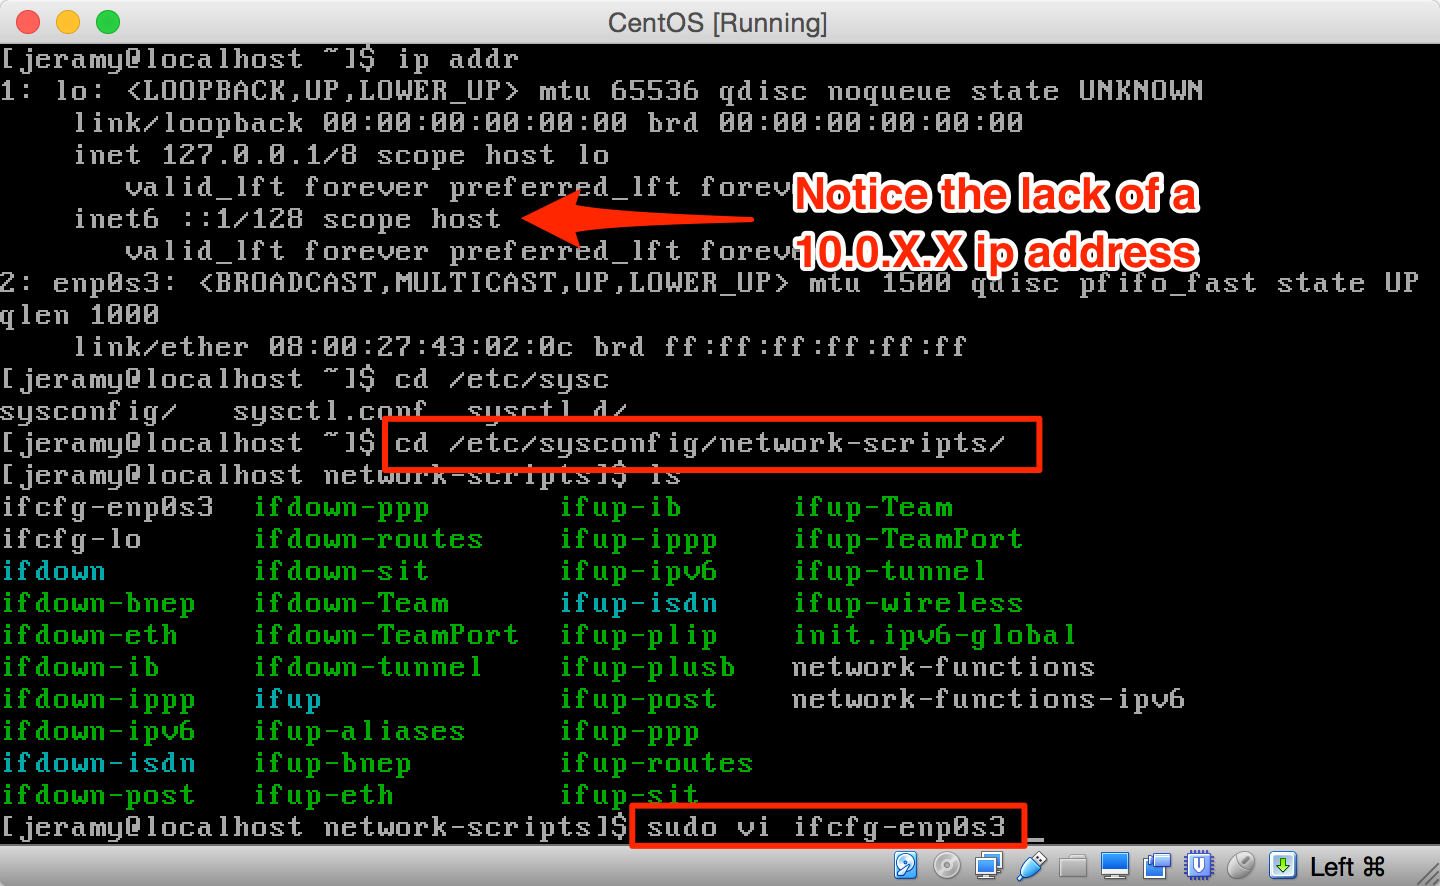 CentOS [Running]
[jeramy@localhost ~]$ ip addr
1: lo: <LOOPBACK,UP,LOWER_UP> mtu 65536 qdisc noqueue state UNKNOWN
link/loopback 00:00:00:00:00:00 brd 00:00:00:00:00:00
inet 127.0.0.1/8 scope host lo
valid_lft forever preferred_lft
inet6 ::1/128 scope host
valid_lft forever preferred_lft
Notice the lack of a
10.0.X.X ip address
2: enp0s3: <BROADCAST,MULTICAST,UP,LOWER_UP> mtu 1500 qdisc pfifo_fast state UP
qlen 1000
link/ether 08:00:27:43:02:0c brd ff:ff:ff:ff:ff:ff
[jeramy@localhost ~]$ cd /etc/sysc
sysconfig/ sysctl.conf sysctl.d/
[jeramy@localhost ~]$ cd /etc/sysconfig/network-scripts/
[jeramy@localhost network-scripts]$ ls
ifcfg-enp0s3 ifdown-ppp ifup-ib ifup-Team
ifcfg-lo ifdown-routes ifup-ippp ifup-TeamPort
ifdown ifdown-sit ifup-ipv6 ifup-tunnel
ifdown-bnep ifdown-Team ifup-isdn ifup-wireless
ifdown-eth ifdown-TeamPort ifup-plip init.ipv6-global
ifdown-ib ifdown-tunnel ifup-plusb network-functions
ifdown-ippp ifup ifup-post network-functions-ipv6
ifdown-ipv6 ifup-aliases ifup-ppp
ifdown-isdn ifup-bnep ifup-routes
ifdown-post ifup-eth ifup-sit
[jeramy@localhost network-scripts]$ sudo vi ifcfg-enp0s3
Left ⌘